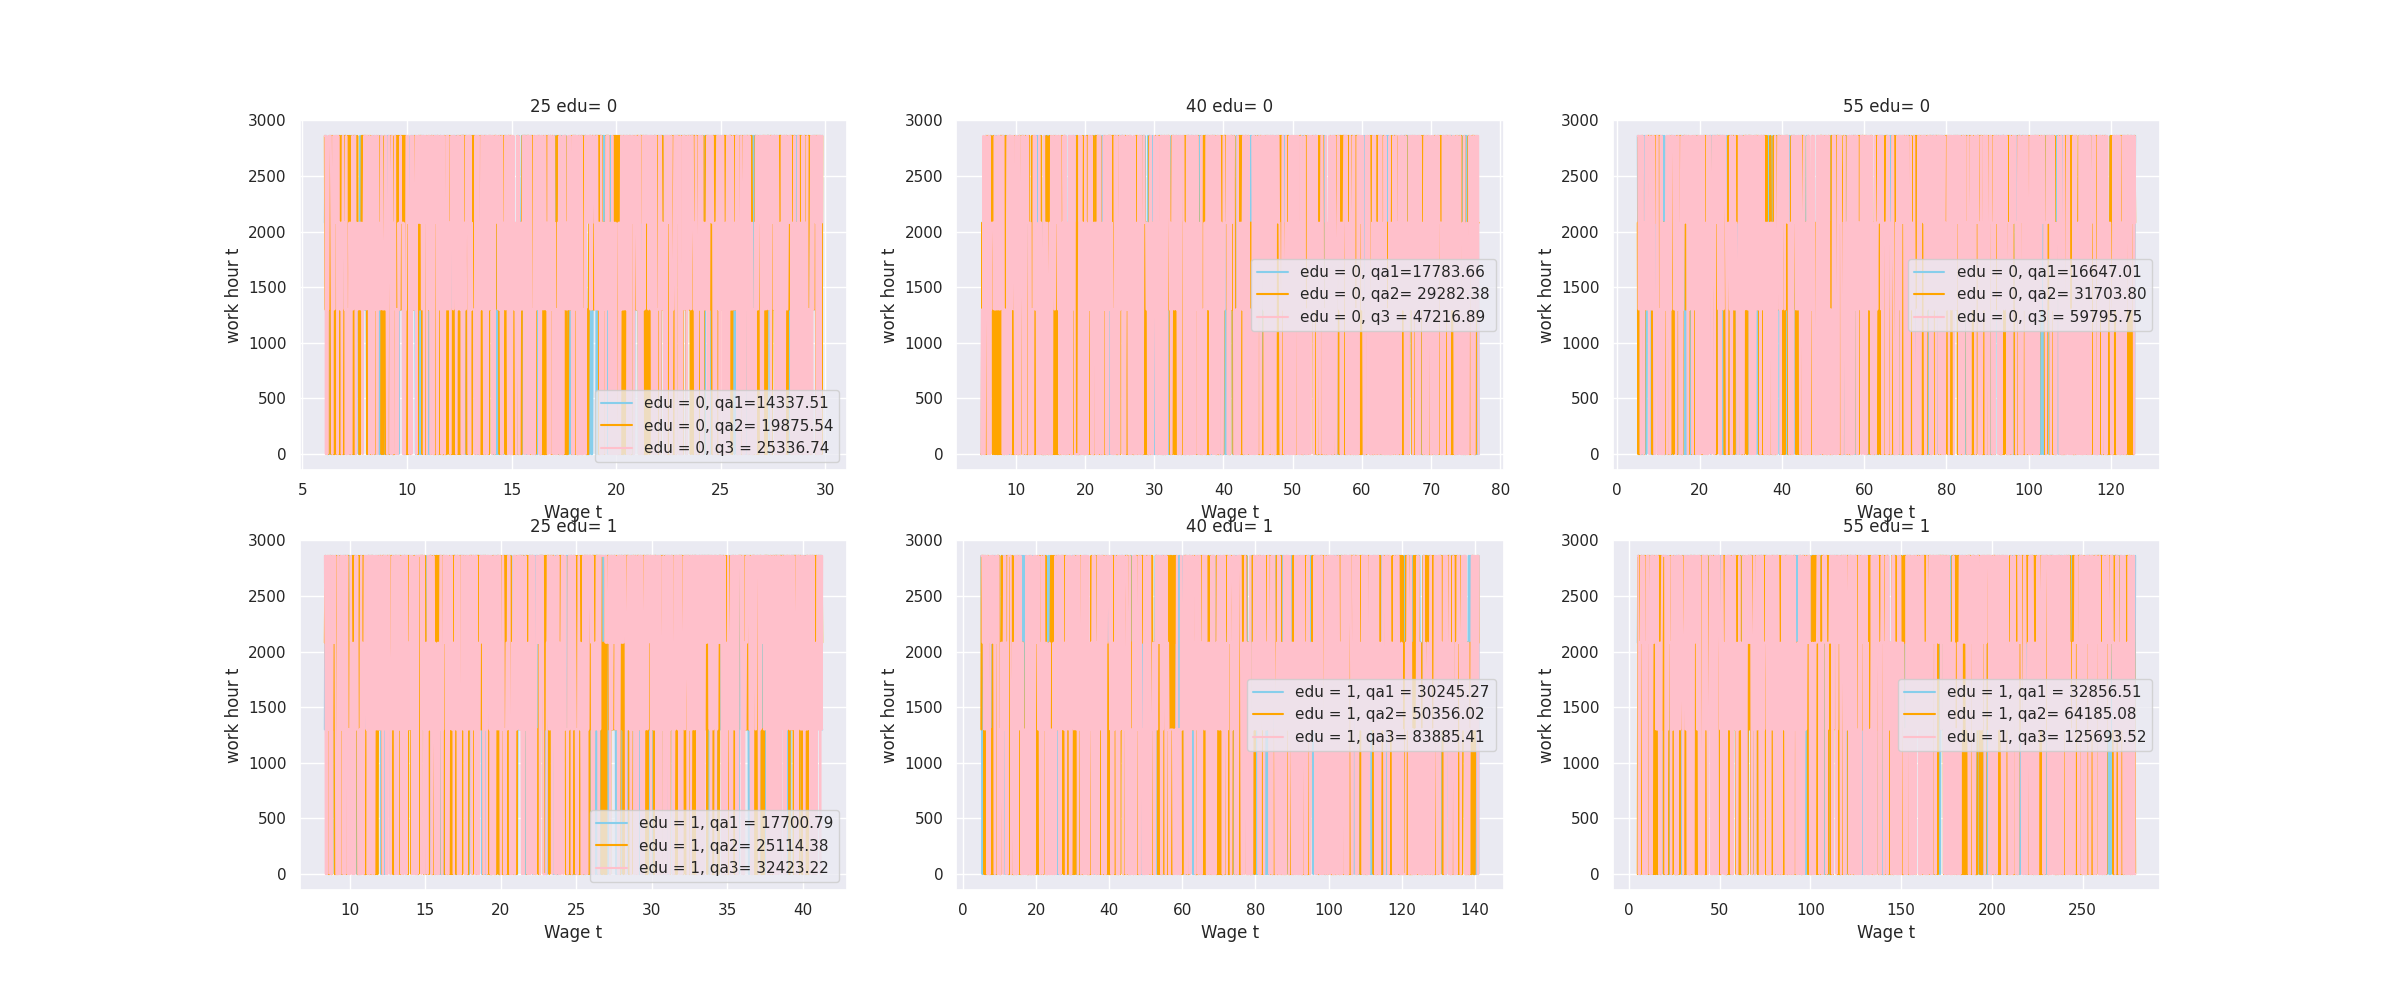 25 edu= 0
3000
2500
2000
1500
1000
500
0
work hour t
edu = 0, qa1=14337.51
edu = 0, qa2= 19875.54
edu = 0, q3 = 25336.74
5 10 15 20 25 30
Wage t
40 edu= 0
3000
2500
2000
1500
1000
500
0
work hour t
edu = 0, qa1=17783.66
edu = 0, qa2= 29282.38
edu = 0, q3 = 47216.89
10 20 30 40 50 60 70 80
Wage t
55 edu= 0
3000
2500
2000
1500
1000
500
0
work hour t
edu = 0, qa1=16647.01
edu = 0, qa2= 31703.80
edu = 0, q3 = 59795.75
0 20 40 60 80 100 120
Wage t
25 edu= 1
3000
2500
2000
1500
1000
500
0
work hour t
edu = 1, qa1 = 17700.79
edu = 1, qa2= 25114.38
edu = 1, qa3= 32423.22
10 15 20 25 30 35 40
Wage t
40 edu= 1
3000
2500
2000
1500
1000
500
0
work hour t
edu = 1, qa1 = 30245.27
edu = 1, qa2= 50356.02
edu = 1, qa3= 83885.41
0 20 40 60 80 100 120 140
Wage t
55 edu= 1
3000
2500
2000
1500
1000
500
0
work hour t
edu = 1, qa1 = 32856.51
edu = 1, qa2= 64185.08
edu = 1, qa3= 125693.52
0 50 100 150 200 250
Wage t